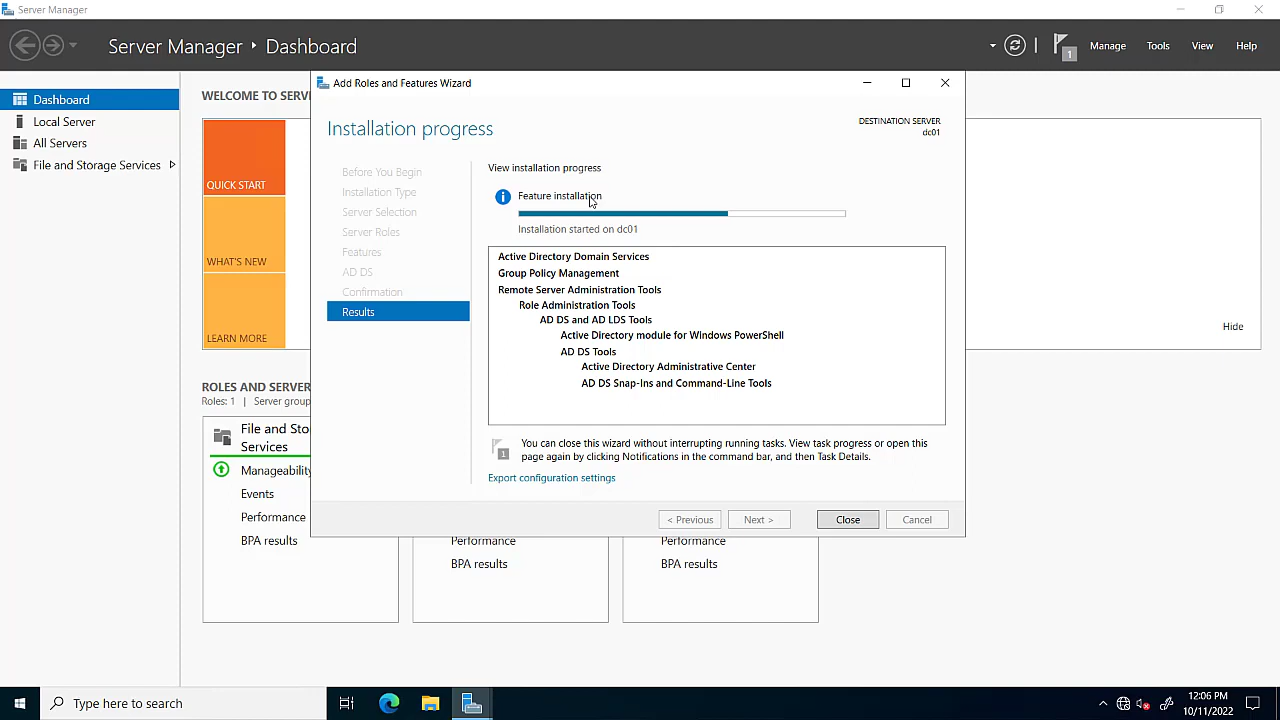 Server Manager
Server Manager ‣ Dashboard
1
Manage
Tools
View
Help
Dashboard
Local Server
All Servers
File and Storage Services
WELCOME TO SERV
QUICK START
WHAT'S NEW
LEARN MORE
Hide
ROLES AND SERVER
Roles: 1 | Server group
File and Sto
Services
Manageability
Events
Performance
BPA results
Performance
BPA results
Performance
BPA results
Add Roles and Features Wizard
Installation progress
DESTINATION SERVER
dc01
Before You Begin
Installation Type
Server Selection
Server Roles
Features
AD DS
Confirmation
Results
View installation progress
Feature installation
Installation started on dc01
Active Directory Domain Services
Group Policy Management
Remote Server Administration Tools
Role Administration Tools
AD DS and AD LDS Tools
Active Directory module for Windows PowerShell
AD DS Tools
Active Directory Administrative Center
AD DS Snap-Ins and Command-Line Tools
1
You can close this wizard without interrupting running tasks. View task progress or open this
page again by clicking Notifications in the command bar, and then Task Details.
Export configuration settings
< Previous
Next >
Close
Cancel
Type here to search
12:06 PM
10/11/2022